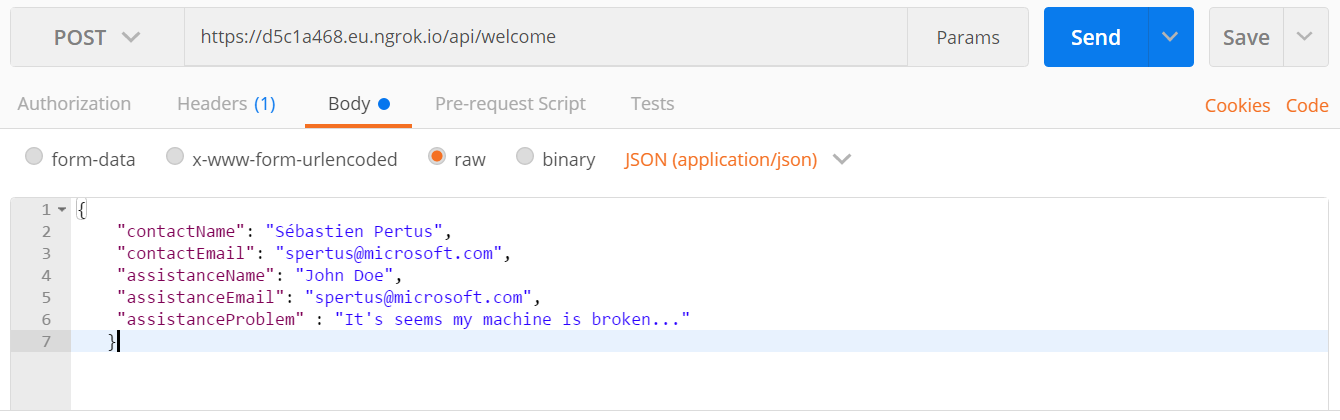 POST https://d5c1a468.eu.ngrok.io/api/welcome Params Send Save
Authorization Headers (1) Body Pre-request Script Tests Cookies Code
form-data x-www-form-urlencoded raw binary JSON (application/json)
1 {
2 "contactName": "Sébastien Pertus",
3 "contactEmail": "spertus@microsoft.com",
4 "assistanceName": "John Doe",
5 "assistanceEmail": "spertus@microsoft.com",
6 "assistanceProblem" : "It's seems my machine is broken..."
7 }